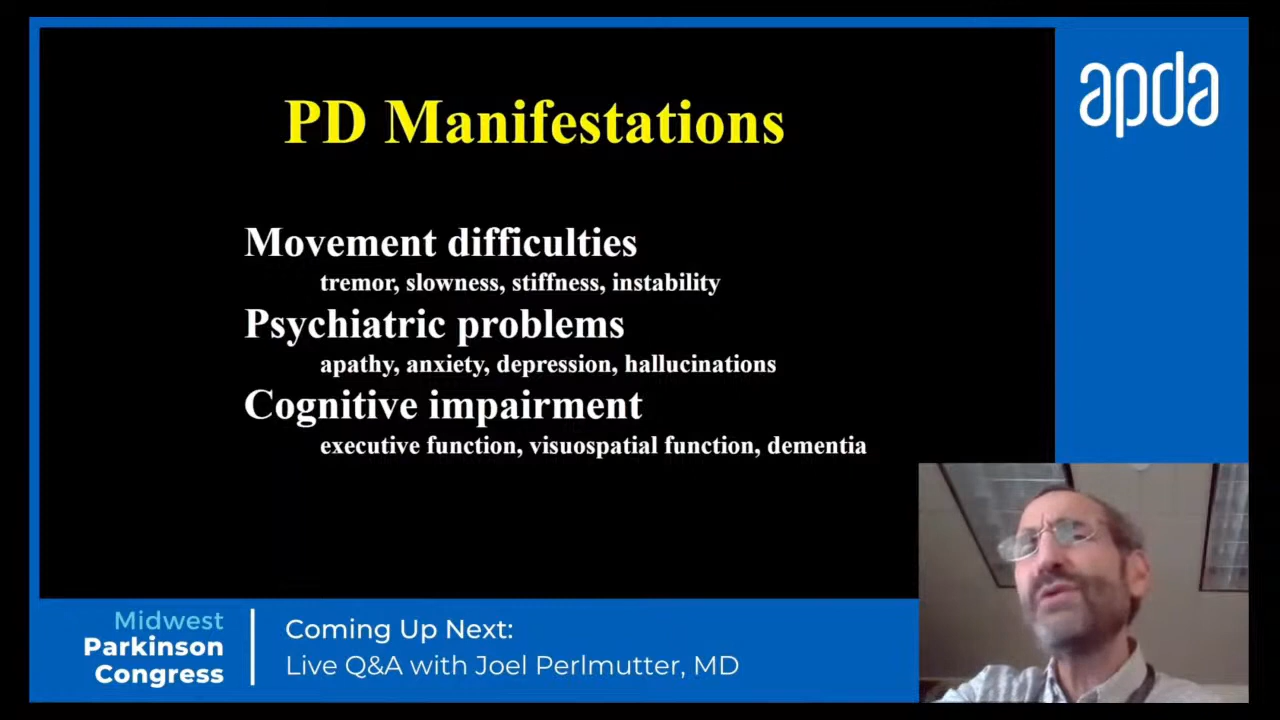 PD Manifestations
apda
Movement difficulties
tremor, slowness, stiffness, instability
Psychiatric problems
apathy, anxiety, depression, hallucinations
Cognitive impairment
executive function, visuospatial function, dementia
Midwest
Parkinson
Congress
Coming Up Next:
Live Q&A with Joel Perlmutter, MD